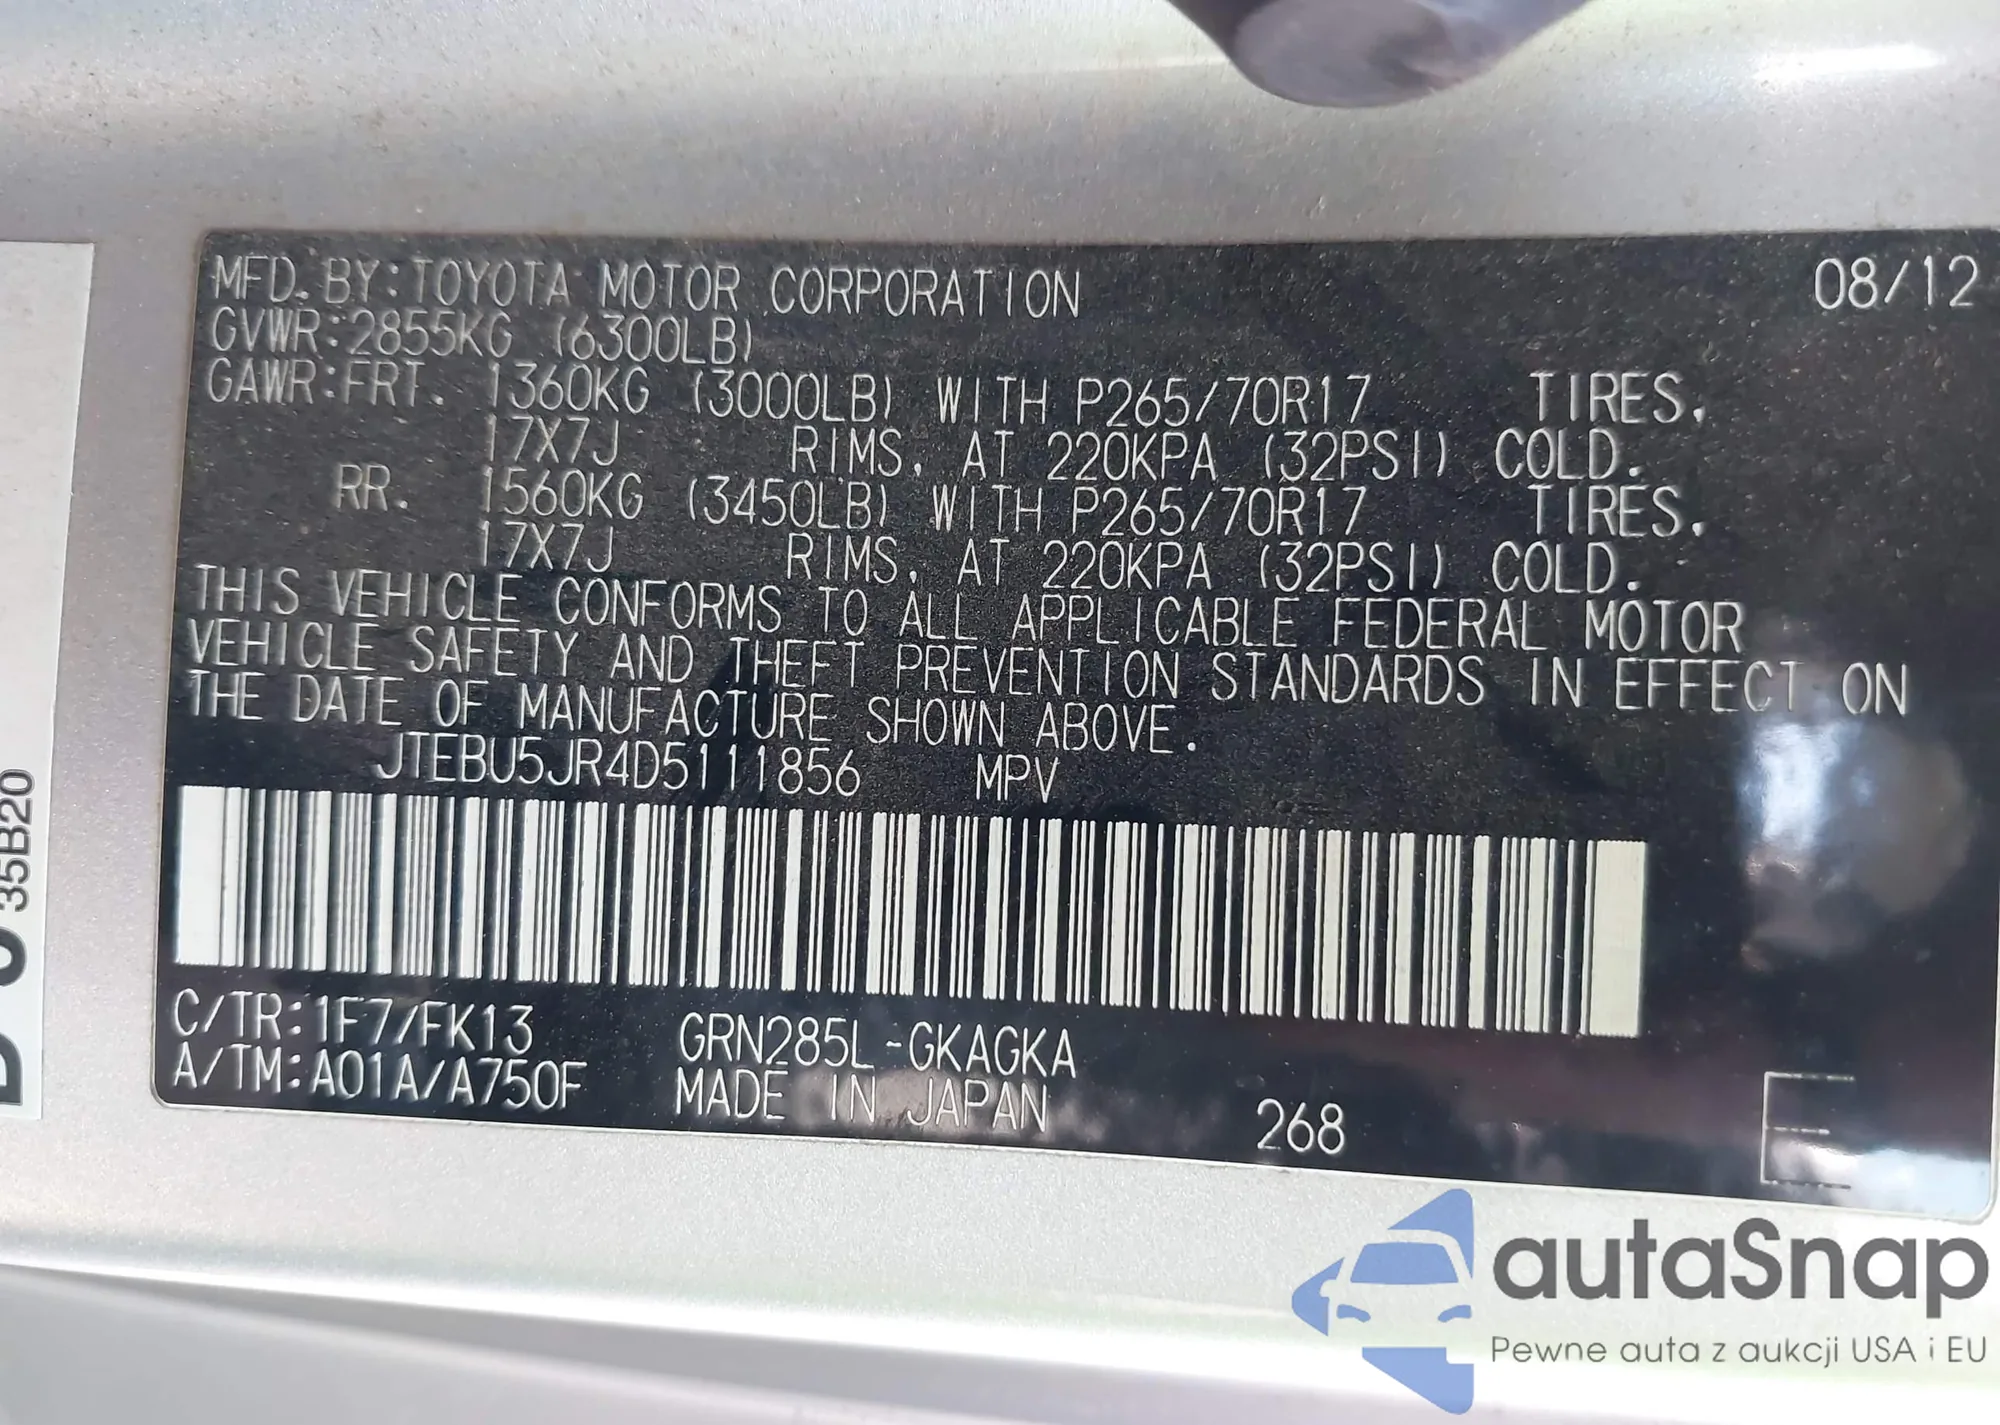 MFD. BY: TOYOTA MOTOR CORPORATION 08/12
GVWR: 2855KG (6300LB)
GAWR: FRT. 1360KG (3000LB) WITH P265/70R17 TIRES,
17X7J RIMS, AT 220KPA (32PSI) COLD.
RR. 1560KG (3450LB) WITH P265/70R17 TIRES,
17X7J RIMS, AT 220KPA (32PSI) COLD.
THIS VEHICLE CONFORMS TO ALL APPLICABLE FEDERAL MOTOR
VEHICLE SAFETY AND THEFT PREVENTION STANDARDS IN EFFECT ON
THE DATE OF MANUFACTURE SHOWN ABOVE.
JTEBU5JR4D5111856 MPV
C/TR: 1F7/FK13 GRN285L-GKAGKA
A/TM: A01A/A750F MADE IN JAPAN 268 E
35B20
autaSnap
Pewne auta z aukcji USA i EU